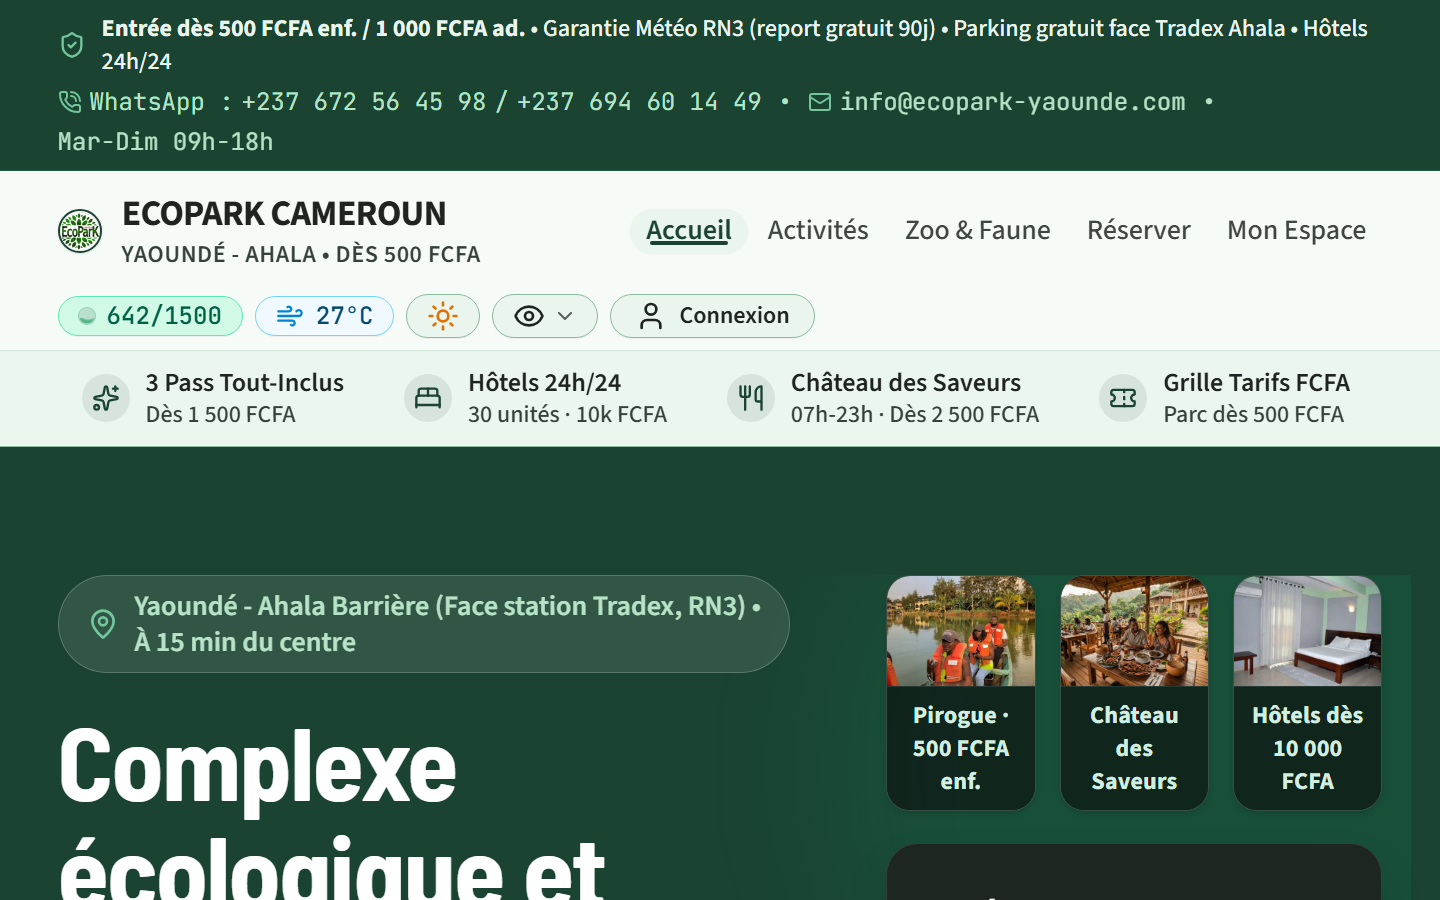 Entrée dès 500 FCFA enf. / 1 000 FCFA ad. • Garantie Météo RN3 (report gratuit 90j) • Parking gratuit face Tradex Ahala • Hôtels
24h/24
WhatsApp : +237 672 56 45 98 / +237 694 60 14 49 • info@ecopark-yaounde.com •
Mar-Dim 09h-18h
EcoParK
ECOPARK CAMEROUN
YAOUNDÉ - AHALA • DÈS 500 FCFA
Accueil Activités Zoo & Faune Réserver Mon Espace
642/1500 27°C Connexion
3 Pass Tout-Inclus
Dès 1 500 FCFA
Hôtels 24h/24
30 unités · 10k FCFA
Château des Saveurs
07h-23h · Dès 2 500 FCFA
Grille Tarifs FCFA
Parc dès 500 FCFA
Yaoundé - Ahala Barrière (Face station Tradex, RN3) •
À 15 min du centre
Complexe
écologique et
Pirogue ·
500 FCFA
enf.
Château
des
Saveurs
Hôtels dès
10 000
FCFA